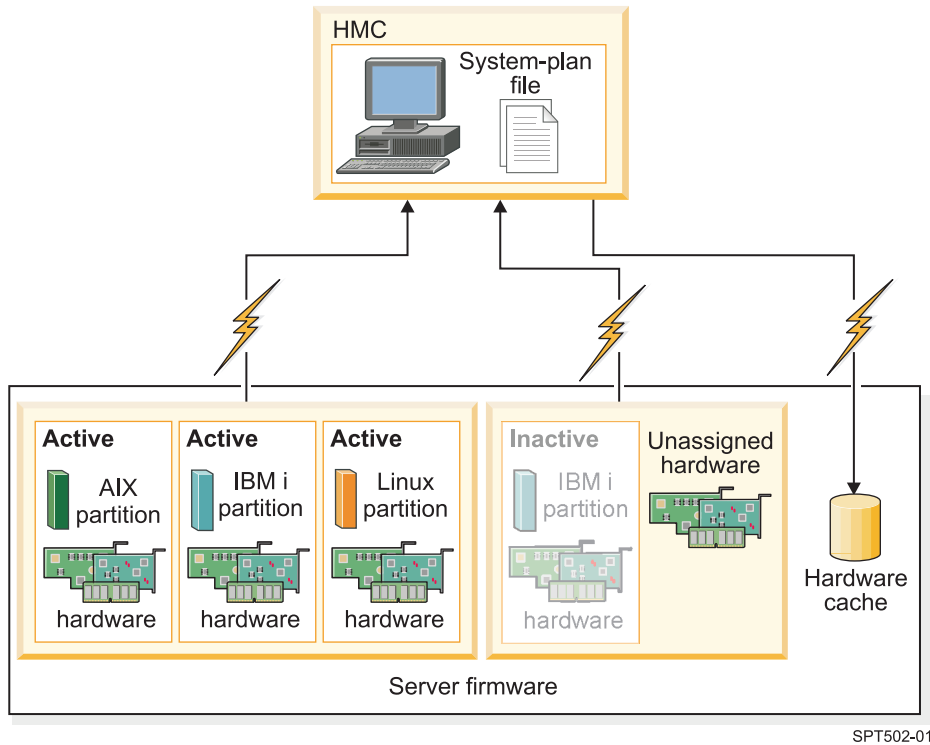 HMC
System-plan
file
Active
AIX
partition
hardware
Active
IBM i
partition
hardware
Active
Linux
partition
hardware
Inactive
IBM i
partition
hardware
Unassigned
hardware
Hardware
cache
Server firmware
SPT502-01